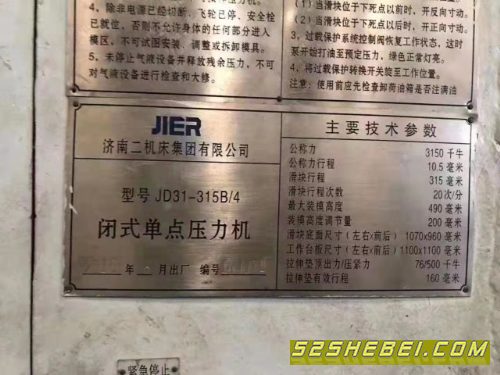 4、除非电源已经切断，飞轮已停，安全栓
已就位，否则不允许身体的任何部分进入
模区，不可试图安装、调整或拆卸模具。
5、未停止气液设备并释放残余压力，不可
对气液设备进行检查和大修。
(1) 当滑块位于下死点以前时，开反向寸动。
(2) 当滑块位于下死点以后时，开正向寸动。
3、过载保护系统控制阀恢复工作状态，这时
泵开始打油至预定压力，绿色正常灯亮。
4、将过载保护转换开关旋至工作位置。
注：使用前应先检查卸荷油箱是否注满油
JIER
济南二机床集团有限公司
型号 JD31-315B/4
闭式单点压力机
年 月出厂 编号
主要技术参数
公称力 3150 千牛
公称力行程 10.5 毫米
滑块行程 315 毫米
滑块行程次数 20 次/分
最大装模高度 490 毫米
装模高度调节量 200 毫米
滑块底面尺寸（左右x前后）1070x960 毫米
工作台板尺寸（左右x前后）1100x1100 毫米
拉伸垫顶出力/压紧力 76/500 千牛
拉伸垫有效行程 160 毫米
紧急停止
52SHEBEI.COM